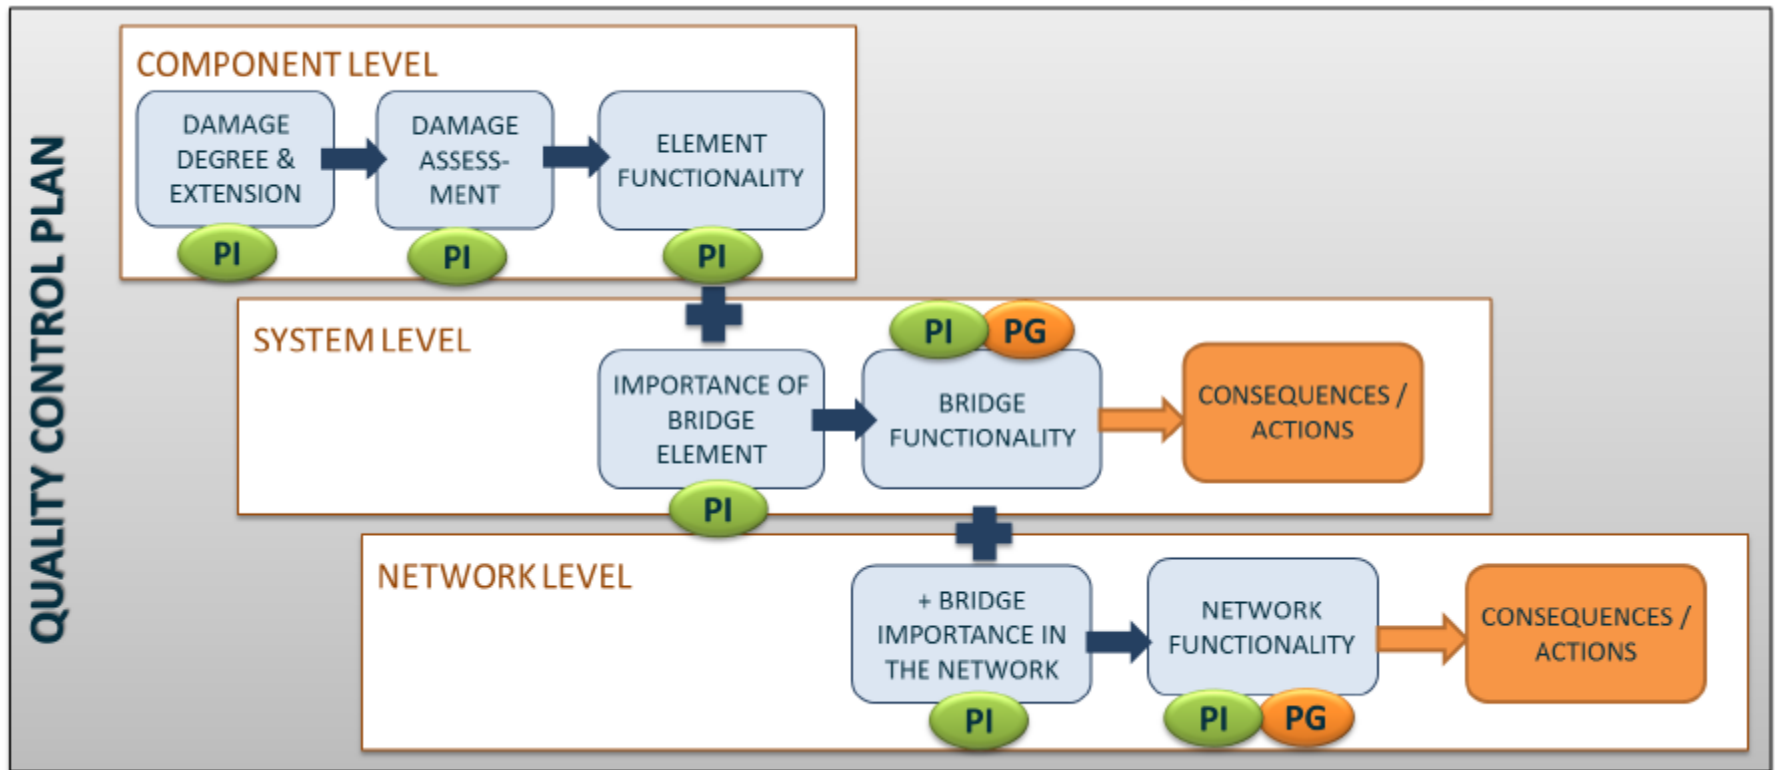 QUALITY CONTROL PLAN
COMPONENT LEVEL
DAMAGE
DEGREE &
EXTENSION
PI
DAMAGE
ASSESS-
MENT
PI
ELEMENT
FUNCTIONALITY
PI
SYSTEM LEVEL
IMPORTANCE OF
BRIDGE
ELEMENT
PI
PI
PG
BRIDGE
FUNCTIONALITY
CONSEQUENCES /
ACTIONS
NETWORK LEVEL
+ BRIDGE
IMPORTANCE IN
THE NETWORK
PI
NETWORK
FUNCTIONALITY
PI
PG
CONSEQUENCES /
ACTIONS